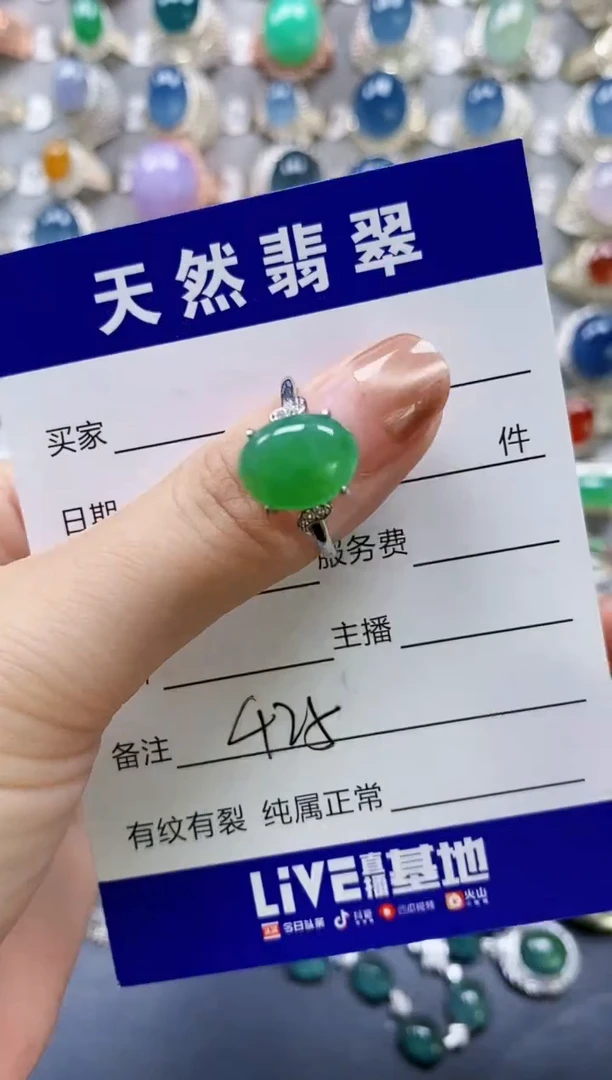 天然翡翠
买家
件
日期
服务费
主播
备注 428
有纹有裂 纯属正常
LiVE直播基地
今日头条 抖音 西瓜视频 火山